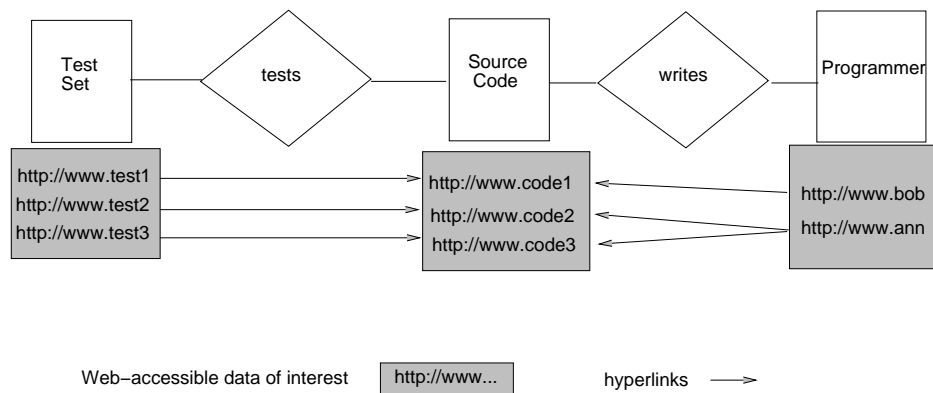 Test
Set
tests
Source
Code
writes
Programmer
http://www.test1
http://www.test2
http://www.test3
http://www.code1
http://www.code2
http://www.code3
http://www.bob
http://www.ann
Web−accessible data of interest
http://www...
hyperlinks